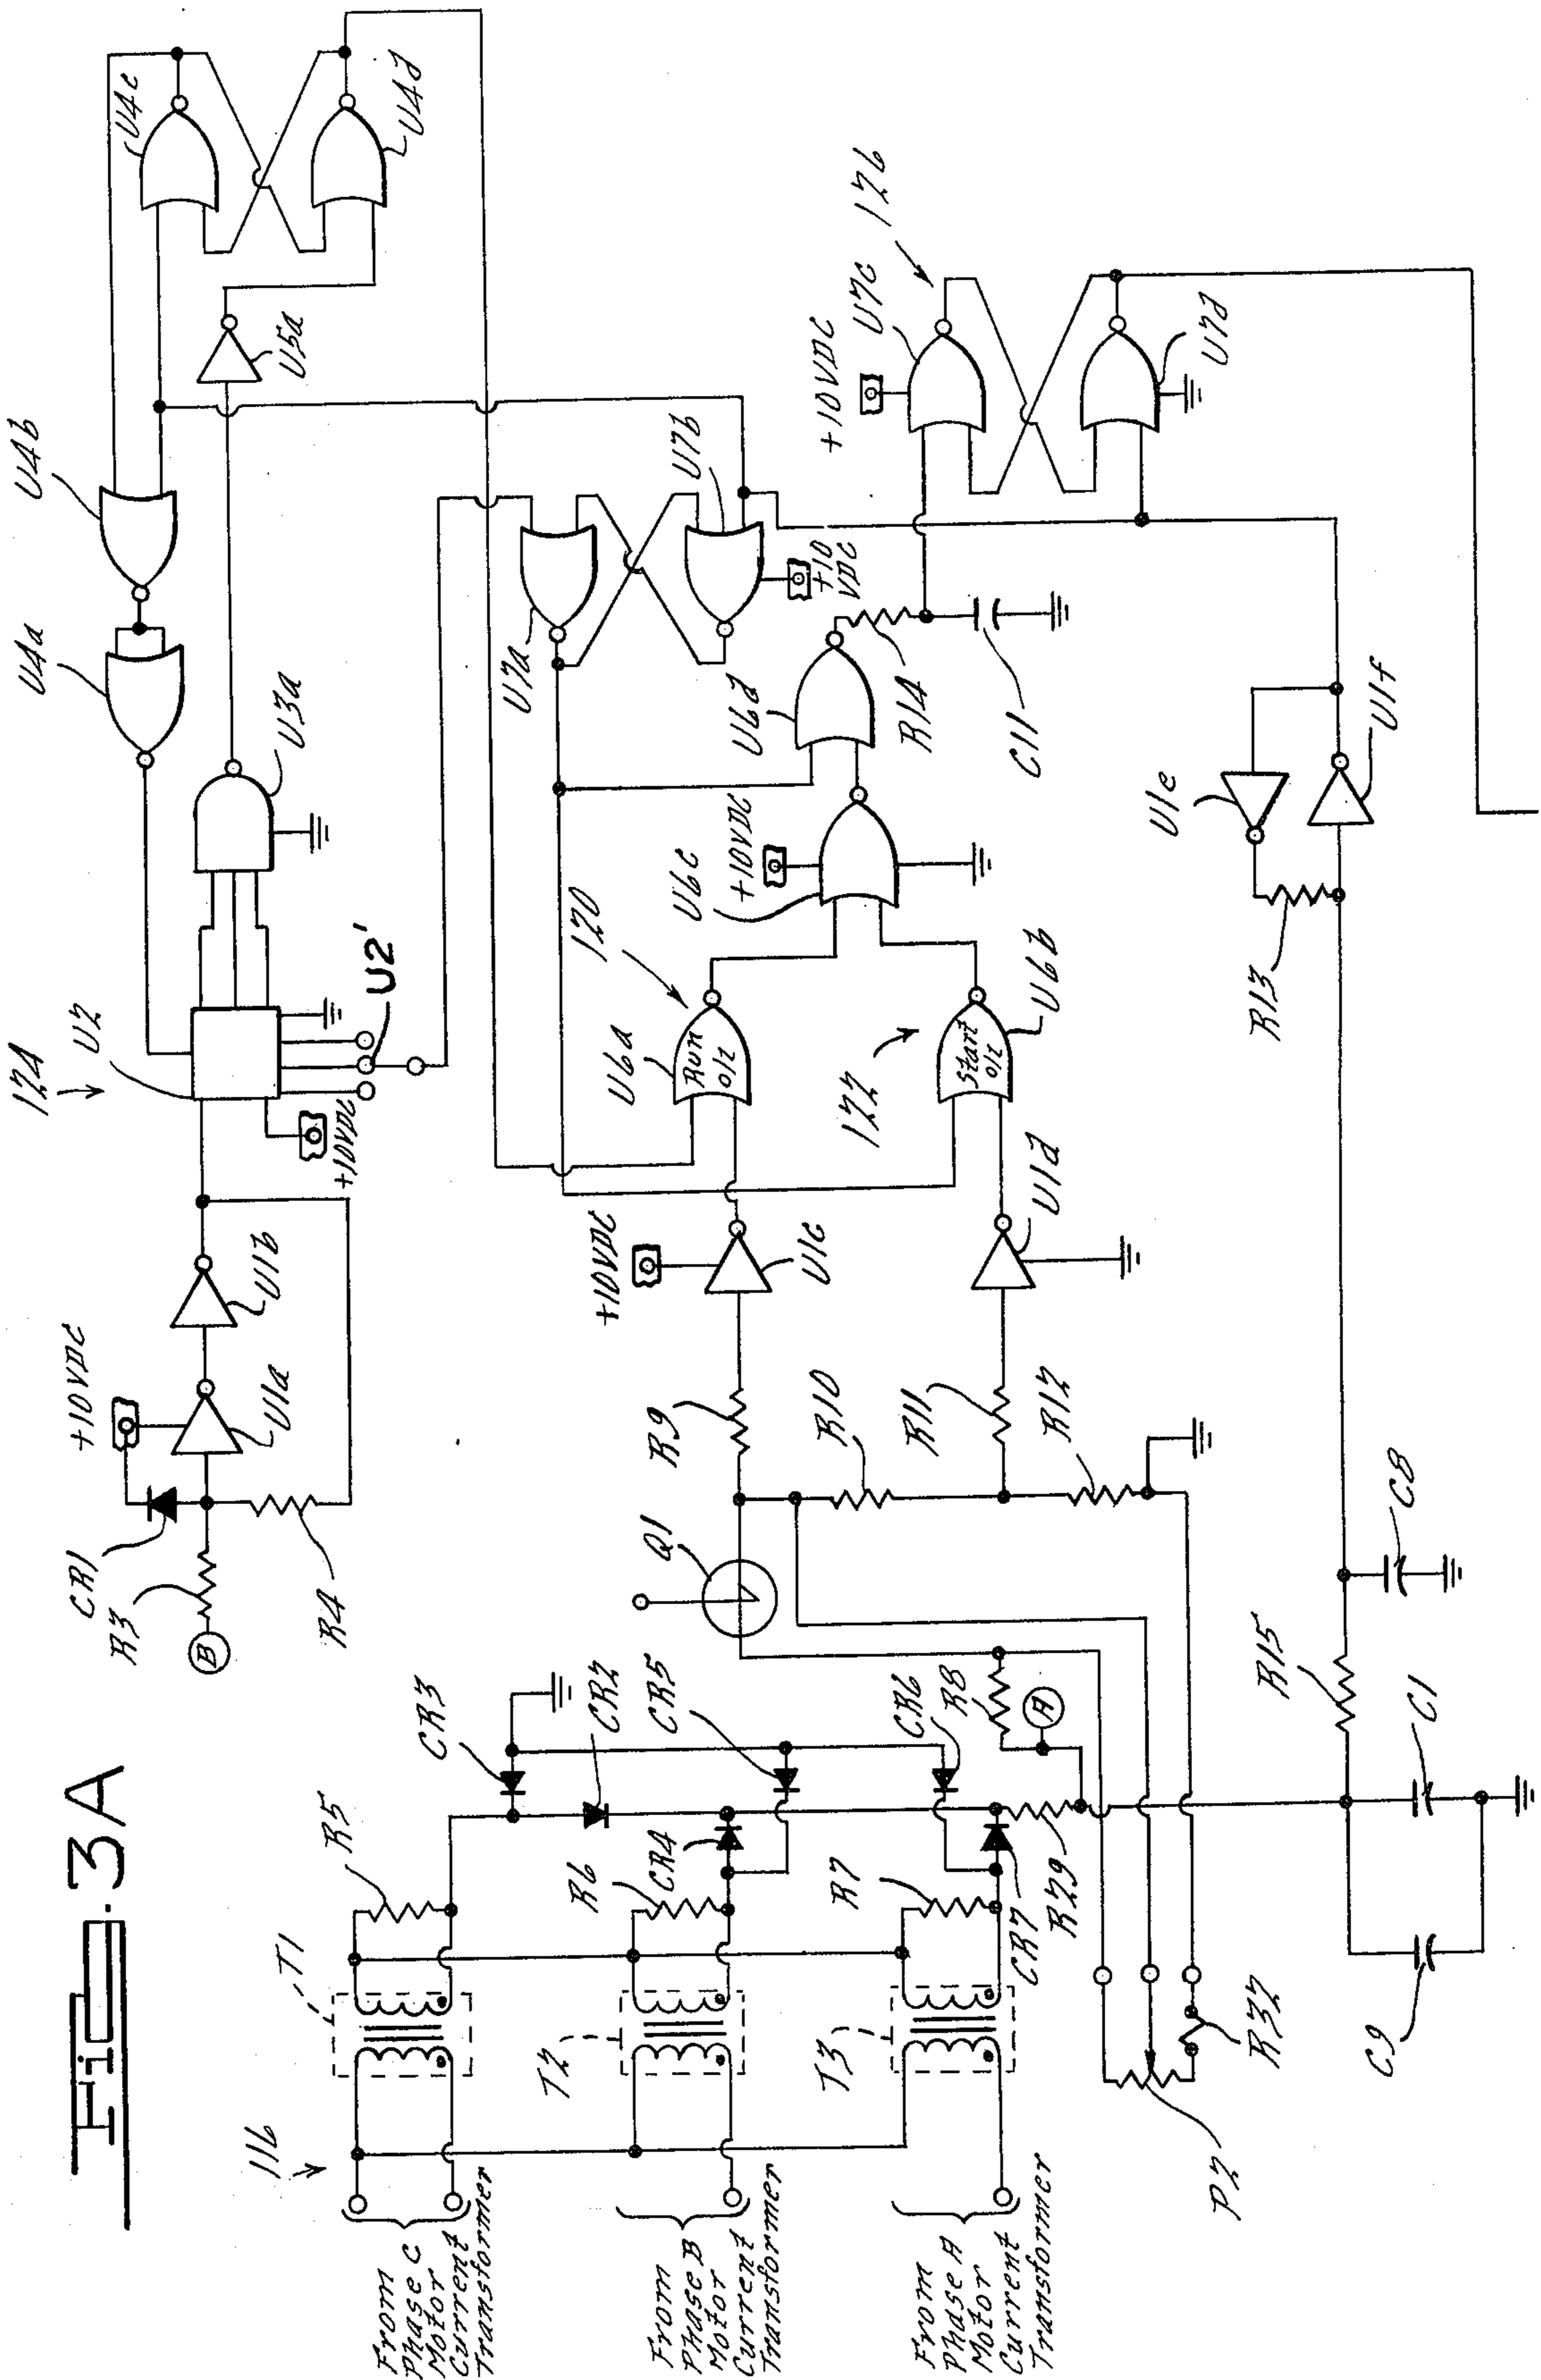 Fig. 3A
116
From
Phase C
Motor
Current
Transformer
T1
R5
CR3
From
Phase B
Motor
Current
Transformer
T2
R6
CR4
CR2
CR5
From
Phase A
Motor
Current
Transformer
T3
R7
CR7
R29
CR6
R8
A
P2
R32
C9
C1
R15
C8
B
R3
CR1
R4
+10VDC
U1a
U1b
124
U2
+10VDC
U2'
U3a
U4a
U4b
U5a
U4c
U4d
Q1
R9
R10
R11
R12
+10VDC
U1c
U1d
120
U6a
Run
O/L
122
Start
O/L
U6b
U6c
+10VDC
U6d
U7a
U7b
+10
VDC
R14
C11
+10VDC
U7c
126
U7d
R13
U1e
U1f